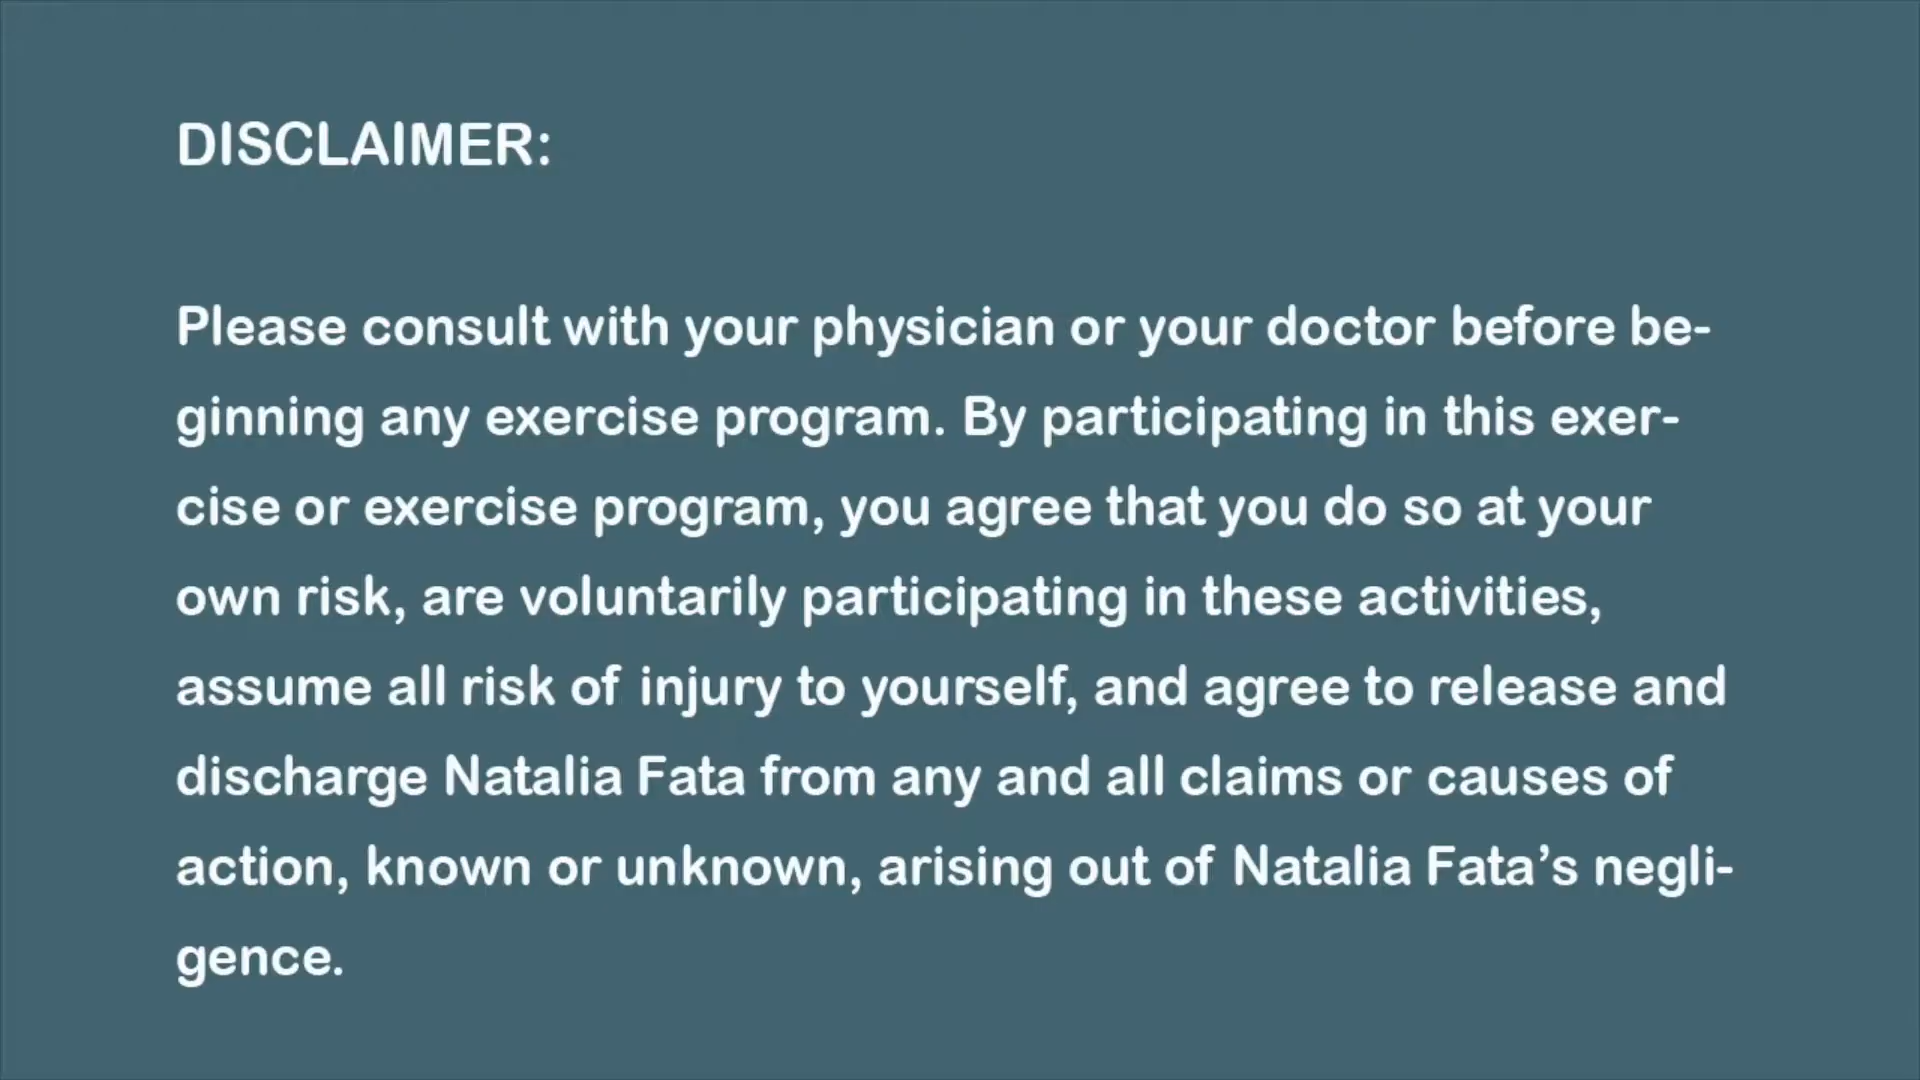 DISCLAIMER:
Please consult with your physician or your doctor before be-
ginning any exercise program. By participating in this exer-
cise or exercise program, you agree that you do so at your
own risk, are voluntarily participating in these activities,
assume all risk of injury to yourself, and agree to release and
discharge Natalia Fata from any and all claims or causes of
action, known or unknown, arising out of Natalia Fata’s negli-
gence.